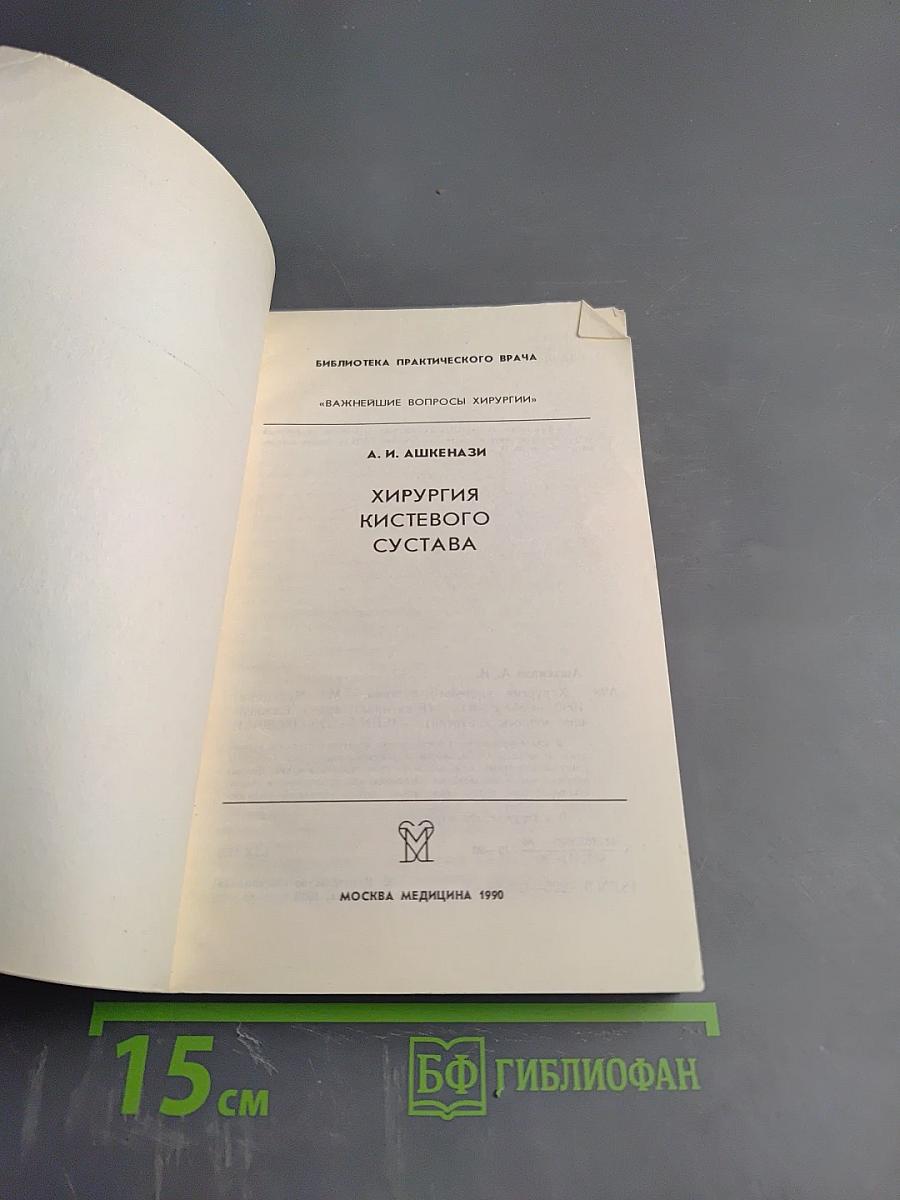 БИБЛИОТЕКА ПРАКТИЧЕСКОГО ВРАЧА
«ВАЖНЕЙШИЕ ВОПРОСЫ ХИРУРГИИ»
А. И. АШКЕНАЗИ
ХИРУРГИЯ
КИСТЕВОГО
СУСТАВА
МОСКВА МЕДИЦИНА 1990
15 см
БФ ГИБЛИОФАН